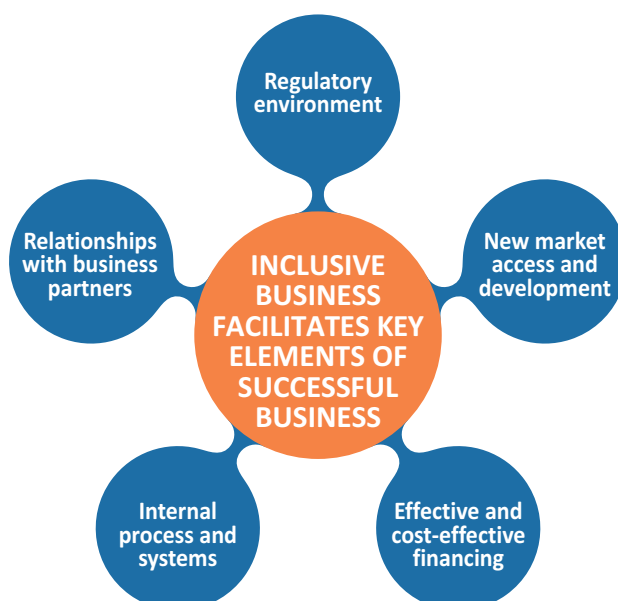 Regulatory
environment
Relationships
with business
partners
New market
access and
development
INCLUSIVE
BUSINESS
FACILITATES KEY
ELEMENTS OF
SUCCESSFUL
BUSINESS
Internal
process and
systems
Effective and
cost-effective
financing